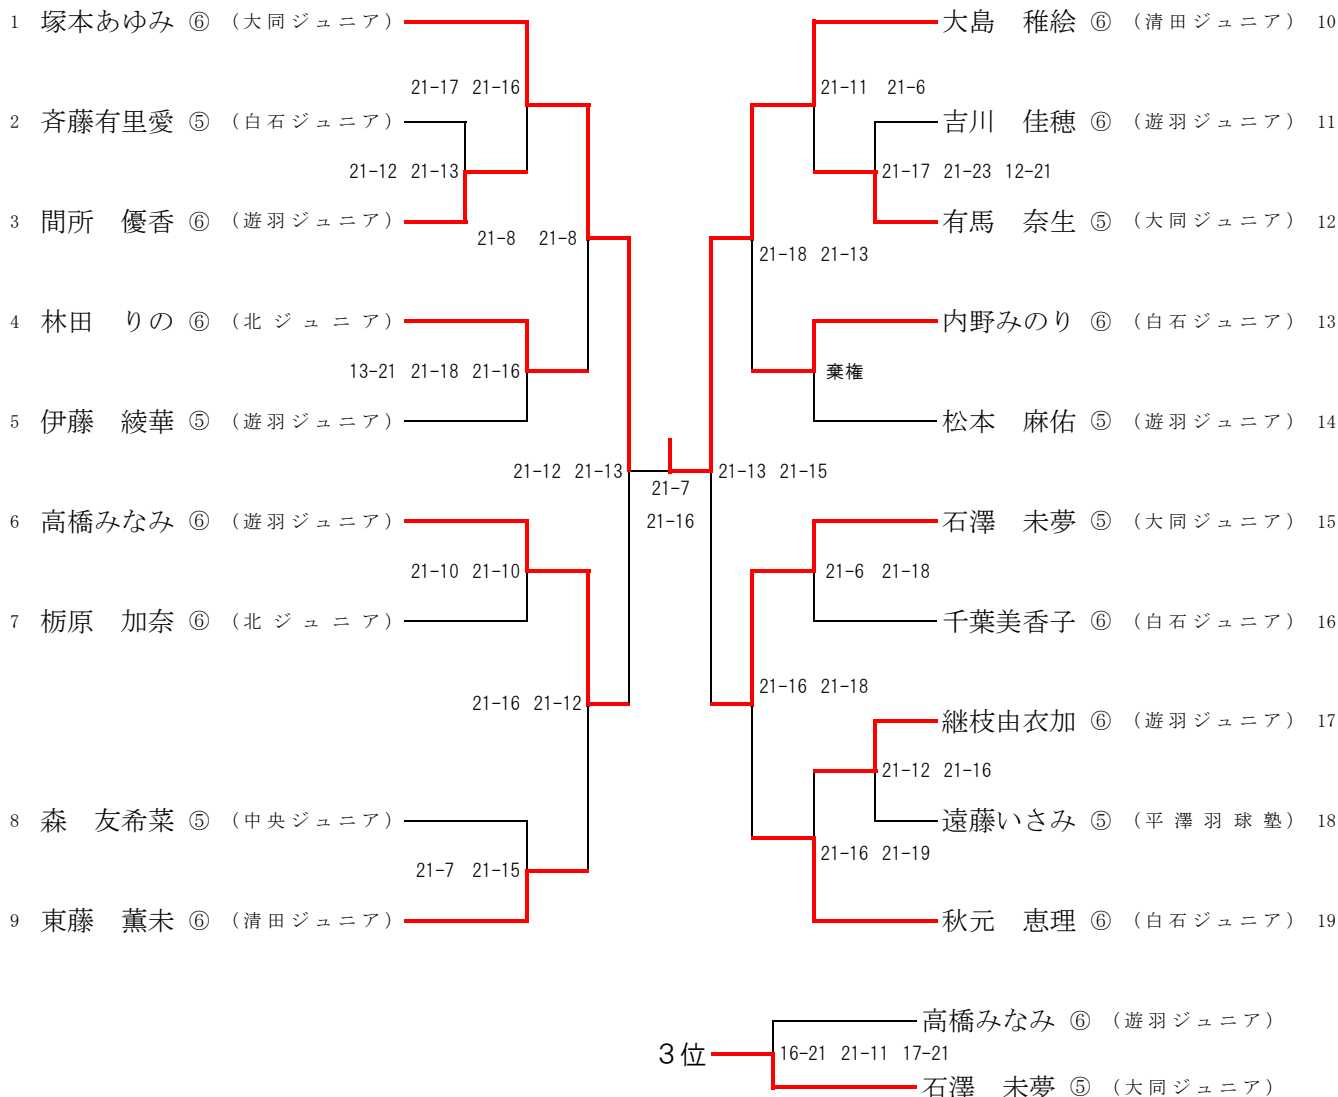 1 塚本あゆみ ⑥ （大同ジュニア）
大島　稚絵 ⑥ （清田ジュニア） 10
21-17 21-16
21-11 21-6
2 斉藤有里愛 ⑤ （白石ジュニア）
吉川　佳穂 ⑥ （遊羽ジュニア） 11
21-12 21-13
21-17 21-23 12-21
3 間所　優香 ⑥ （遊羽ジュニア）
有馬　奈生 ⑤ （大同ジュニア） 12
21-8 21-8
21-18 21-13
4 林田　りの ⑥ （北ジュニア）
内野みのり ⑥ （白石ジュニア） 13
13-21 21-18 21-16
棄権
5 伊藤　綾華 ⑤ （遊羽ジュニア）
松本　麻佑 ⑤ （遊羽ジュニア） 14
21-12 21-13
21-13 21-15
21-7
21-16
6 高橋みなみ ⑥ （遊羽ジュニア）
石澤　未夢 ⑤ （大同ジュニア） 15
21-10 21-10
21-6 21-18
7 栃原　加奈 ⑥ （北ジュニア）
千葉美香子 ⑥ （白石ジュニア） 16
21-16 21-12
21-16 21-18
継枝由衣加 ⑥ （遊羽ジュニア） 17
21-12 21-16
8 森　友希菜 ⑤ （中央ジュニア）
遠藤いさみ ⑤ （平澤羽球塾） 18
21-7 21-15
21-16 21-19
9 東藤　薫未 ⑥ （清田ジュニア）
秋元　恵理 ⑥ （白石ジュニア） 19
高橋みなみ ⑥ （遊羽ジュニア）
3位
16-21 21-11 17-21
石澤　未夢 ⑤ （大同ジュニア）